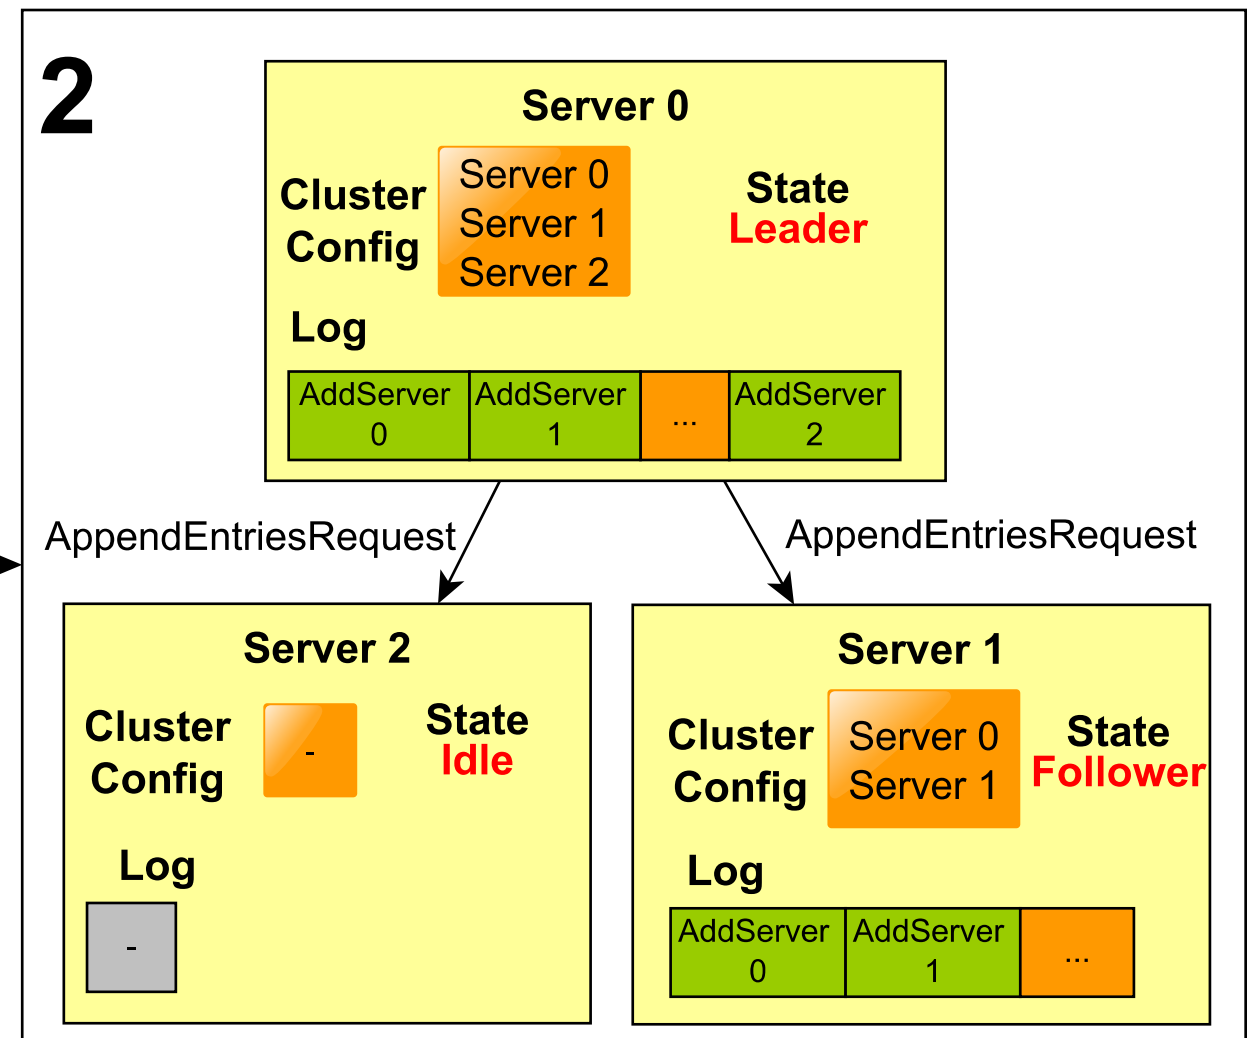 2
Server 0
Cluster
Config
Server 0
Server 1
Server 2
State
Leader
Log
AddServer
0
AddServer
1
...
AddServer
2
AppendEntriesRequest
AppendEntriesRequest
Server 2
Cluster
Config
-
State
Idle
Log
-
Server 1
Cluster
Config
Server 0
Server 1
State
Follower
Log
AddServer
0
AddServer
1
...